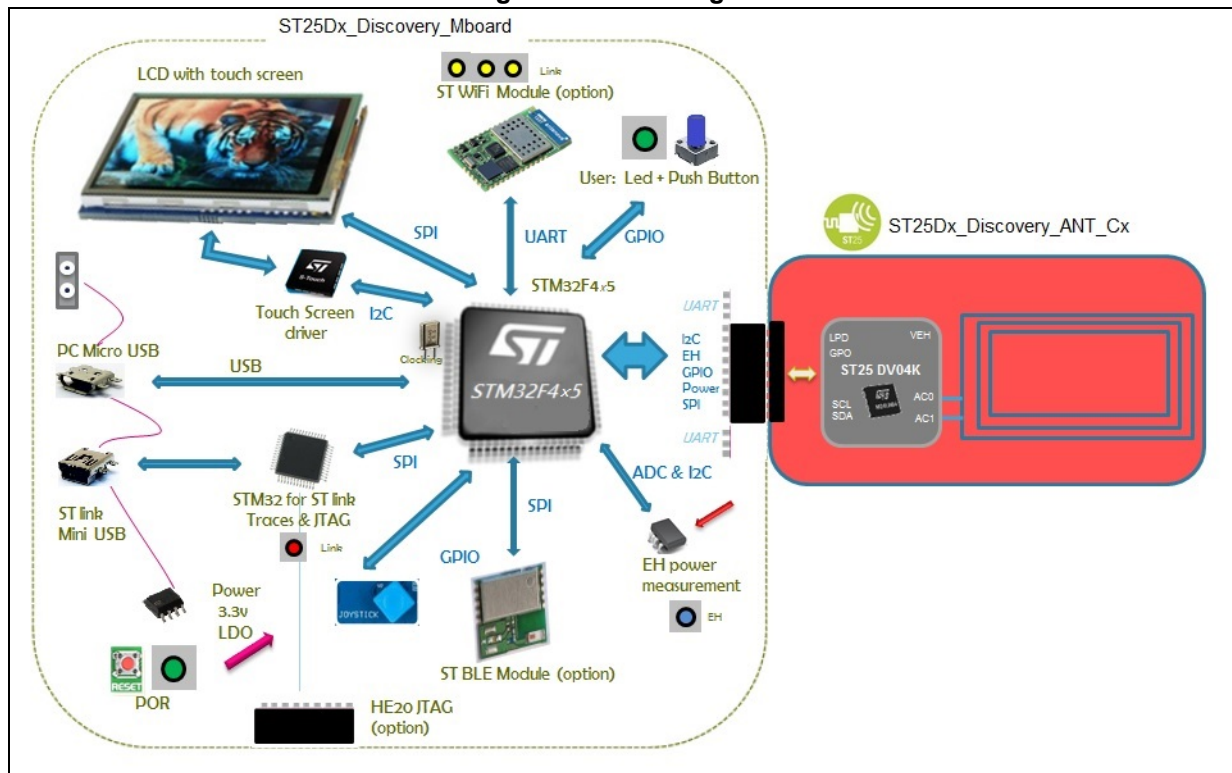 ST25Dx_Discovery_Mboard
LCD with touch screen
Link
ST WiFi Module (option)
User: Led + Push Button
SPI
UART
GPIO
STM32F4x5
ST
S-Touch
Touch Screen
driver
I2C
Clocking
ST
STM32F4x5
PC Micro USB
USB
ST link
Mini USB
STM32 for ST link
Traces & JTAG
Link
SPI
GPIO
JOYSTICK
SPI
ST BLE Module (option)
ADC & I2C
EH power
measurement
EH
Power
3.3v
LDO
RESET
POR
HE20 JTAG
(option)
UART
I2C
EH
GPIO
Power
SPI
UART
ST25
ST25Dx_Discovery_ANT_Cx
LPD
GPO
VEH
ST25 DV04K
SCL
SDA
AC0
AC1